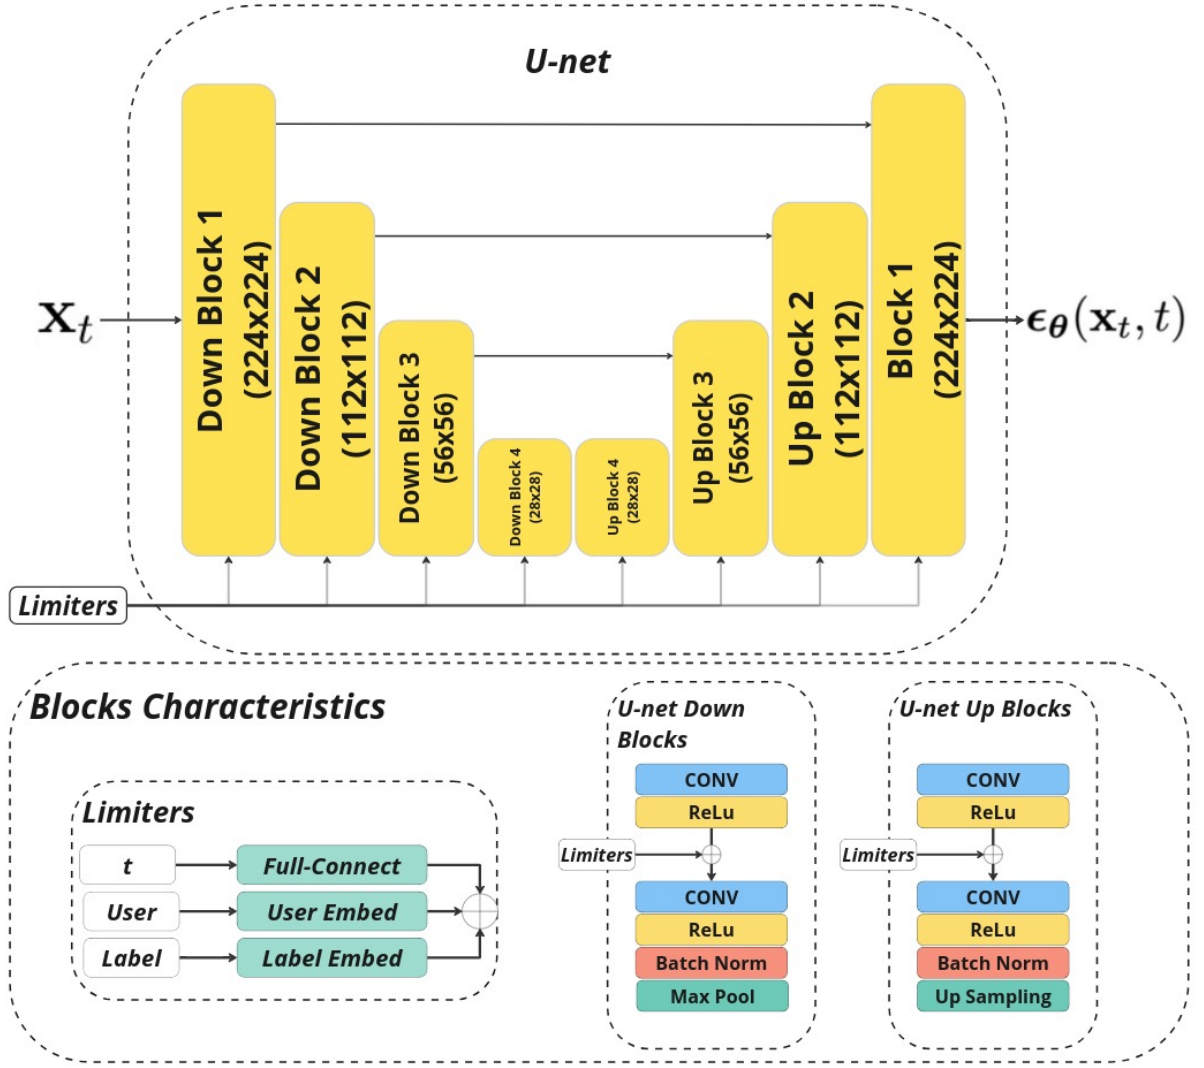 U-net
Down Block 1
(224x224)
Down Block 2
(112x112)
Down Block 3
(56x56)
Down Block 4
(28x28)
Up Block 4
(28x28)
Up Block 3
(56x56)
Up Block 2
(112x112)
Block 1
(224x224)
𝐱ₜ
𝝐_𝜽(𝐱ₜ, t)
Limiters
Blocks Characteristics
Limiters
t
Full-Connect
User
User Embed
Label
Label Embed
U-net Down
Blocks
CONV
ReLu
Limiters
CONV
ReLu
Batch Norm
Max Pool
U-net Up Blocks
CONV
ReLu
Limiters
CONV
ReLu
Batch Norm
Up Sampling